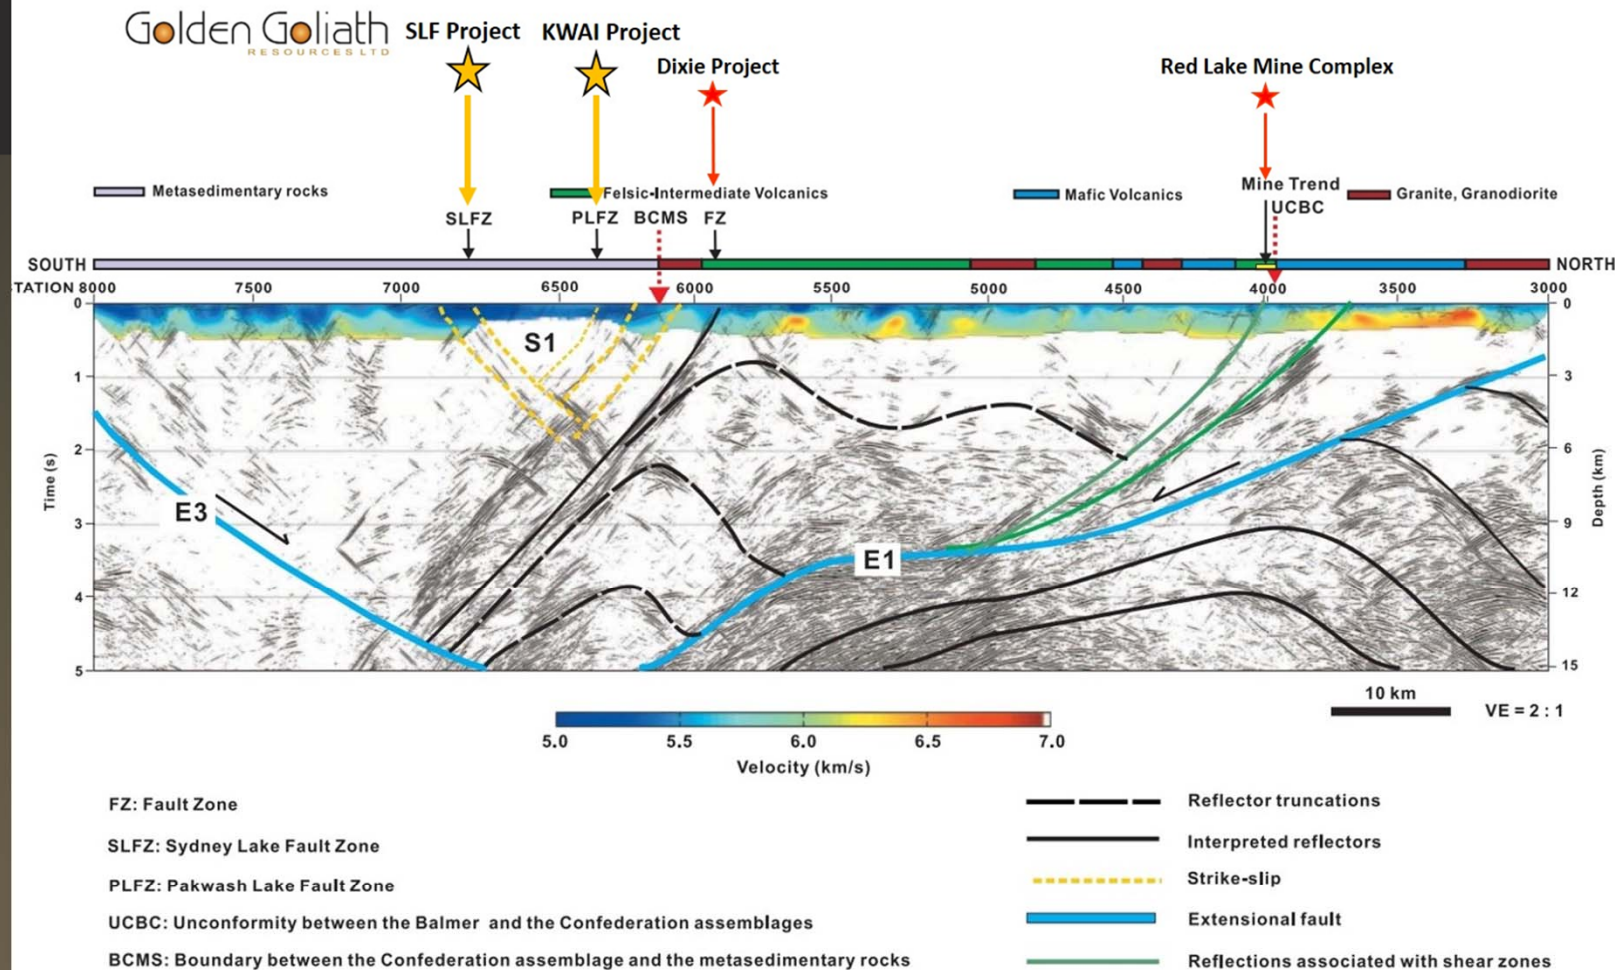 Golden Goliath
RESOURCES LTD
SLF Project
KWAI Project
Dixie Project
Red Lake Mine Complex
Metasedimentary rocks
Felsic-Intermediate Volcanics
Mafic Volcanics
Mine Trend
Granite, Granodiorite
UCBC
SLFZ
PLFZ
BCMS
FZ
SOUTH
NORTH
TATION 8000 7500 7000 6500 6000 5500 5000 4500 4000 3500 3000
0
1
2
3
4
5
Time (s)
0
3
6
9
12
15
Depth (km)
S1
E3
E1
10 km
VE = 2 : 1
5.0 5.5 6.0 6.5 7.0
Velocity (km/s)
FZ: Fault Zone
SLFZ: Sydney Lake Fault Zone
PLFZ: Pakwash Lake Fault Zone
UCBC: Unconformity between the Balmer and the Confederation assemblages
BCMS: Boundary between the Confederation assemblage and the metasedimentary rocks
Reflector truncations
Interpreted reflectors
Strike-slip
Extensional fault
Reflections associated with shear zones